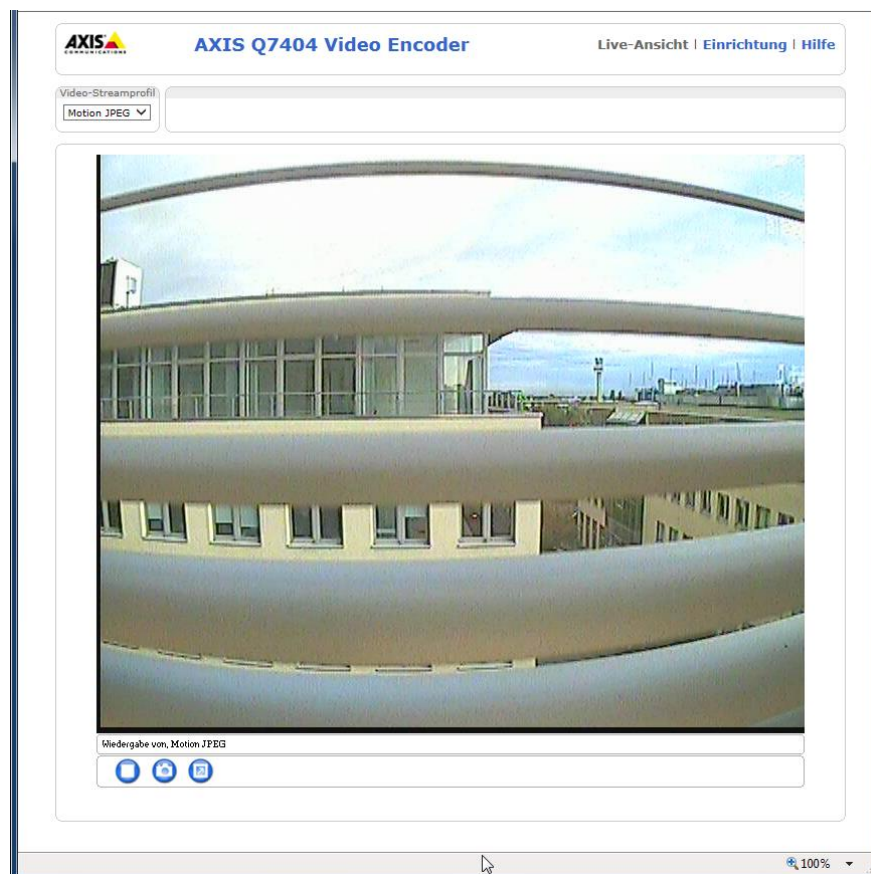 AXIS
COMMUNICATIONS
AXIS Q7404 Video Encoder
Live-Ansicht | Einrichtung | Hilfe
Video-Streamprofil
Motion JPEG
Wiedergabe von, Motion JPEG
100%